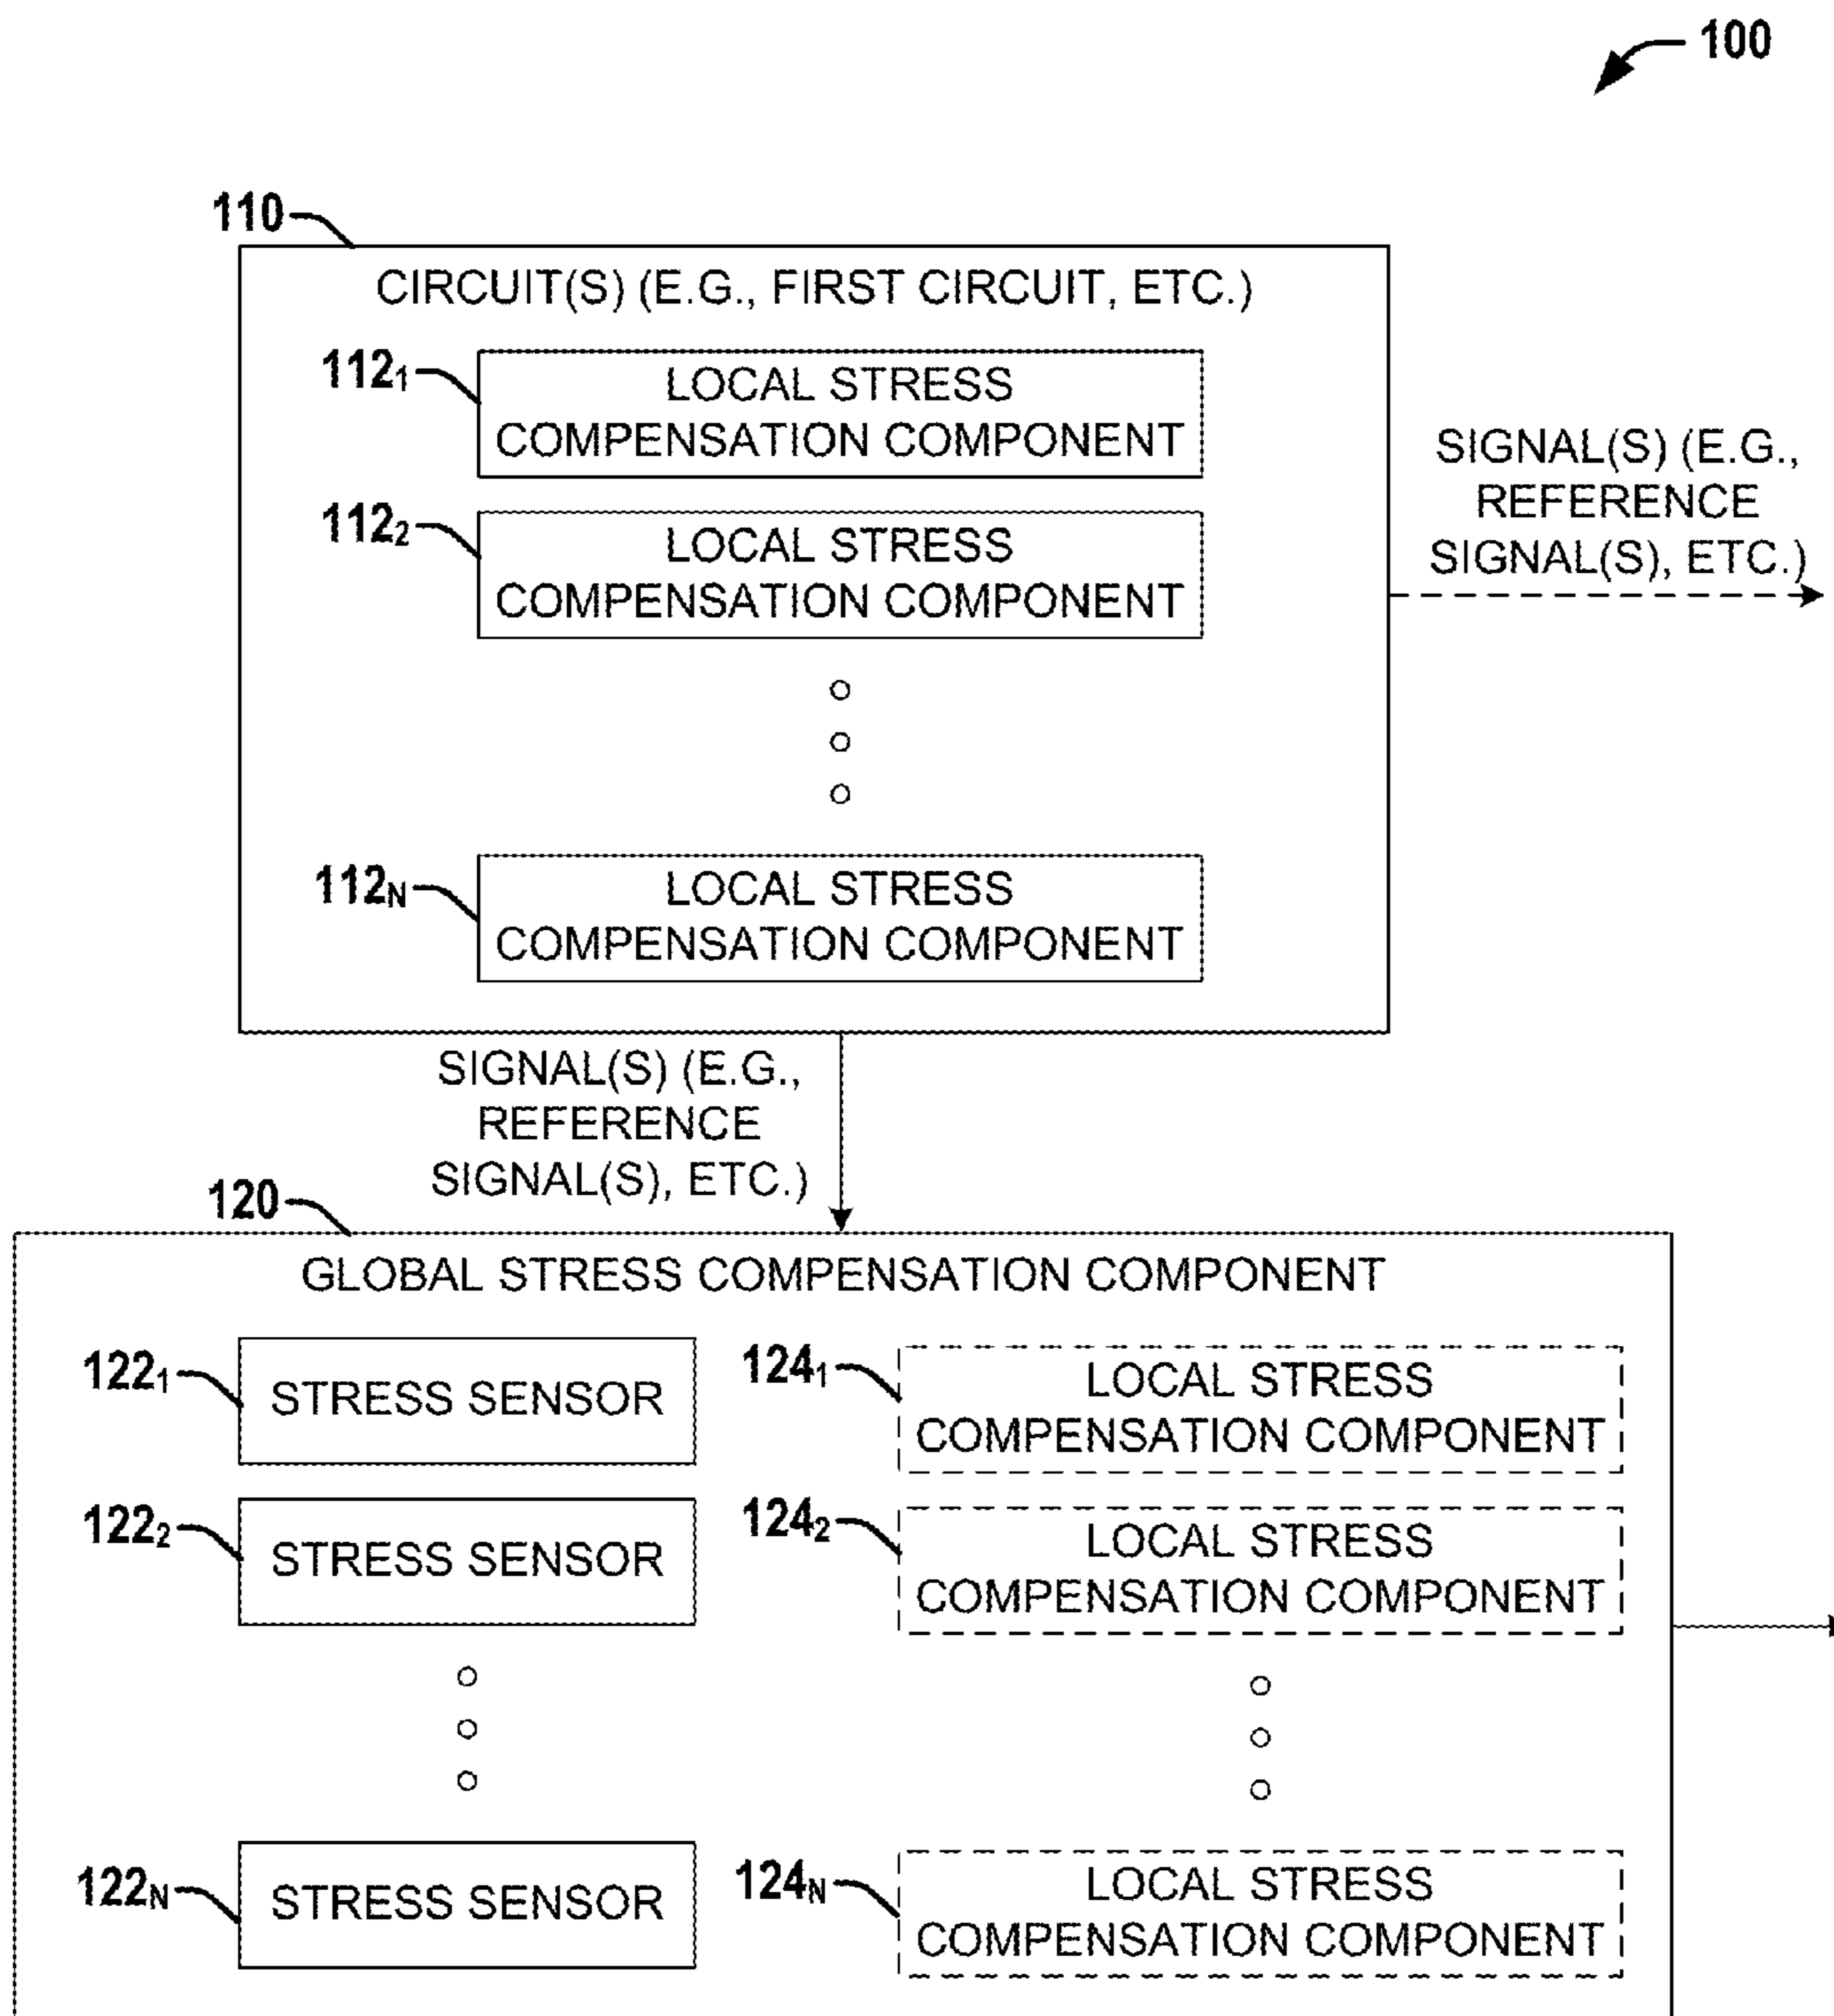 100
110
CIRCUIT(S) (E.G., FIRST CIRCUIT, ETC.)
112₁
LOCAL STRESS
COMPENSATION COMPONENT
112₂
LOCAL STRESS
COMPENSATION COMPONENT
112ₙ
LOCAL STRESS
COMPENSATION COMPONENT
SIGNAL(S) (E.G.,
REFERENCE
SIGNAL(S), ETC.)
SIGNAL(S) (E.G.,
REFERENCE
SIGNAL(S), ETC.)
120
GLOBAL STRESS COMPENSATION COMPONENT
122₁
STRESS SENSOR
124₁
LOCAL STRESS
COMPENSATION COMPONENT
122₂
STRESS SENSOR
124₂
LOCAL STRESS
COMPENSATION COMPONENT
122ₙ
STRESS SENSOR
124ₙ
LOCAL STRESS
COMPENSATION COMPONENT